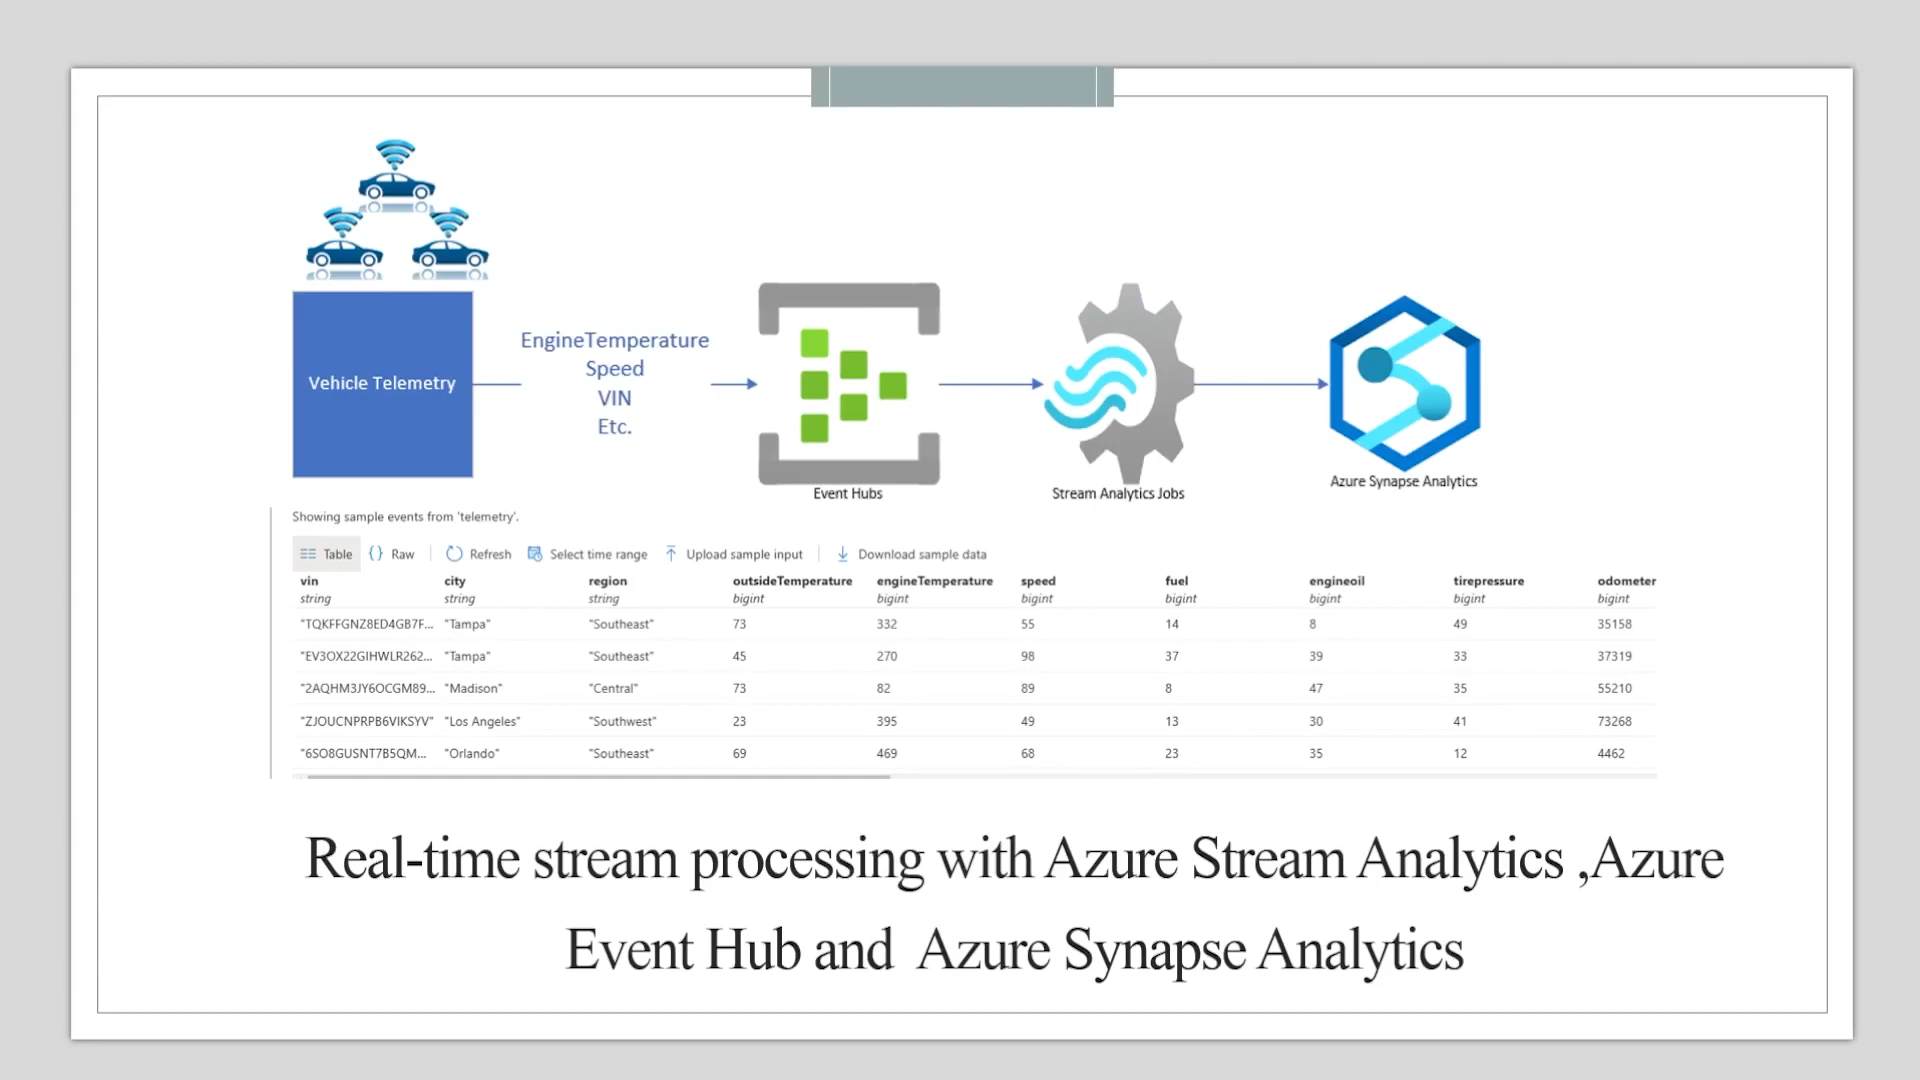 Vehicle Telemetry
EngineTemperature
Speed
VIN
Etc.
Event Hubs
Stream Analytics Jobs
Azure Synapse Analytics
Showing sample events from 'telemetry'.
Table {} Raw Refresh Select time range Upload sample input Download sample data
vin city region outsideTemperature engineTemperature speed fuel engineoil tirepressure odometer
string string string bigint bigint bigint bigint bigint bigint bigint
"TQKFFGNZ8ED4GB7F... "Tampa" "Southeast" 73 332 55 14 8 49 35158
"EV3OX22GIHWLR262... "Tampa" "Southeast" 45 270 98 37 39 33 37319
"2AQHM3JY6OCGM89... "Madison" "Central" 73 82 89 8 47 35 55210
"ZJOUCNPRPB6VIKSYV" "Los Angeles" "Southwest" 23 395 49 13 30 41 73268
"6SO8GUSNT7B5QM... "Orlando" "Southeast" 69 469 68 23 35 12 4462
Real-time stream processing with Azure Stream Analytics ,Azure
Event Hub and Azure Synapse Analytics